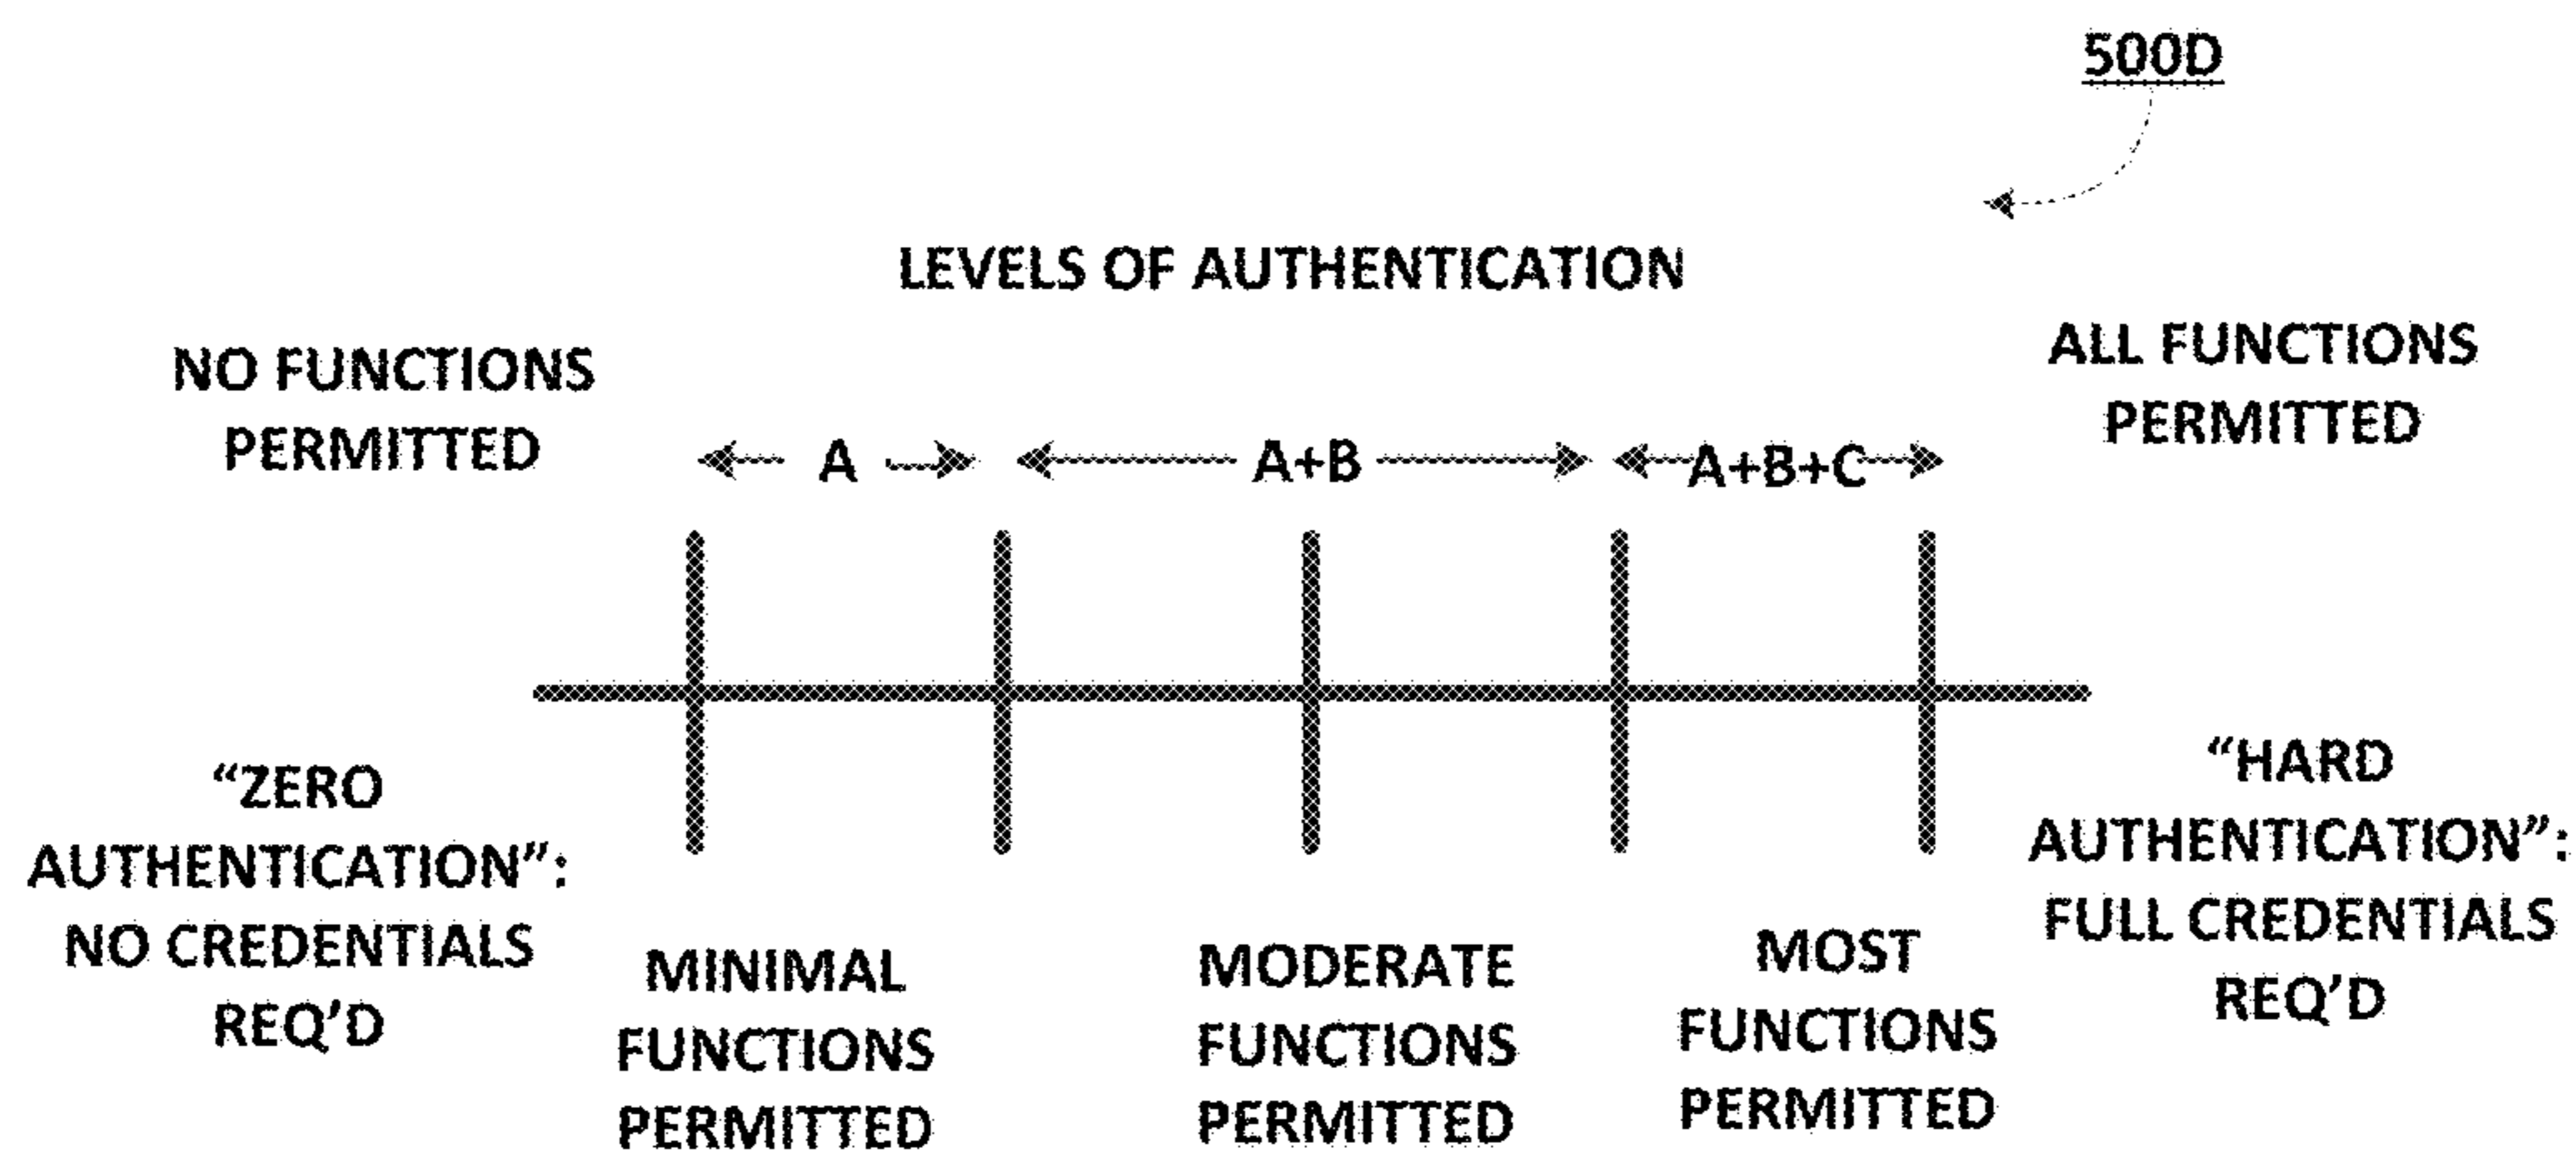 500D
LEVELS OF AUTHENTICATION
NO FUNCTIONS
PERMITTED
ALL FUNCTIONS
PERMITTED
A
A+B
A+B+C
“ZERO
AUTHENTICATION”:
NO CREDENTIALS
REQ’D
MINIMAL
FUNCTIONS
PERMITTED
MODERATE
FUNCTIONS
PERMITTED
MOST
FUNCTIONS
PERMITTED
“HARD
AUTHENTICATION”:
FULL CREDENTIALS
REQ’D